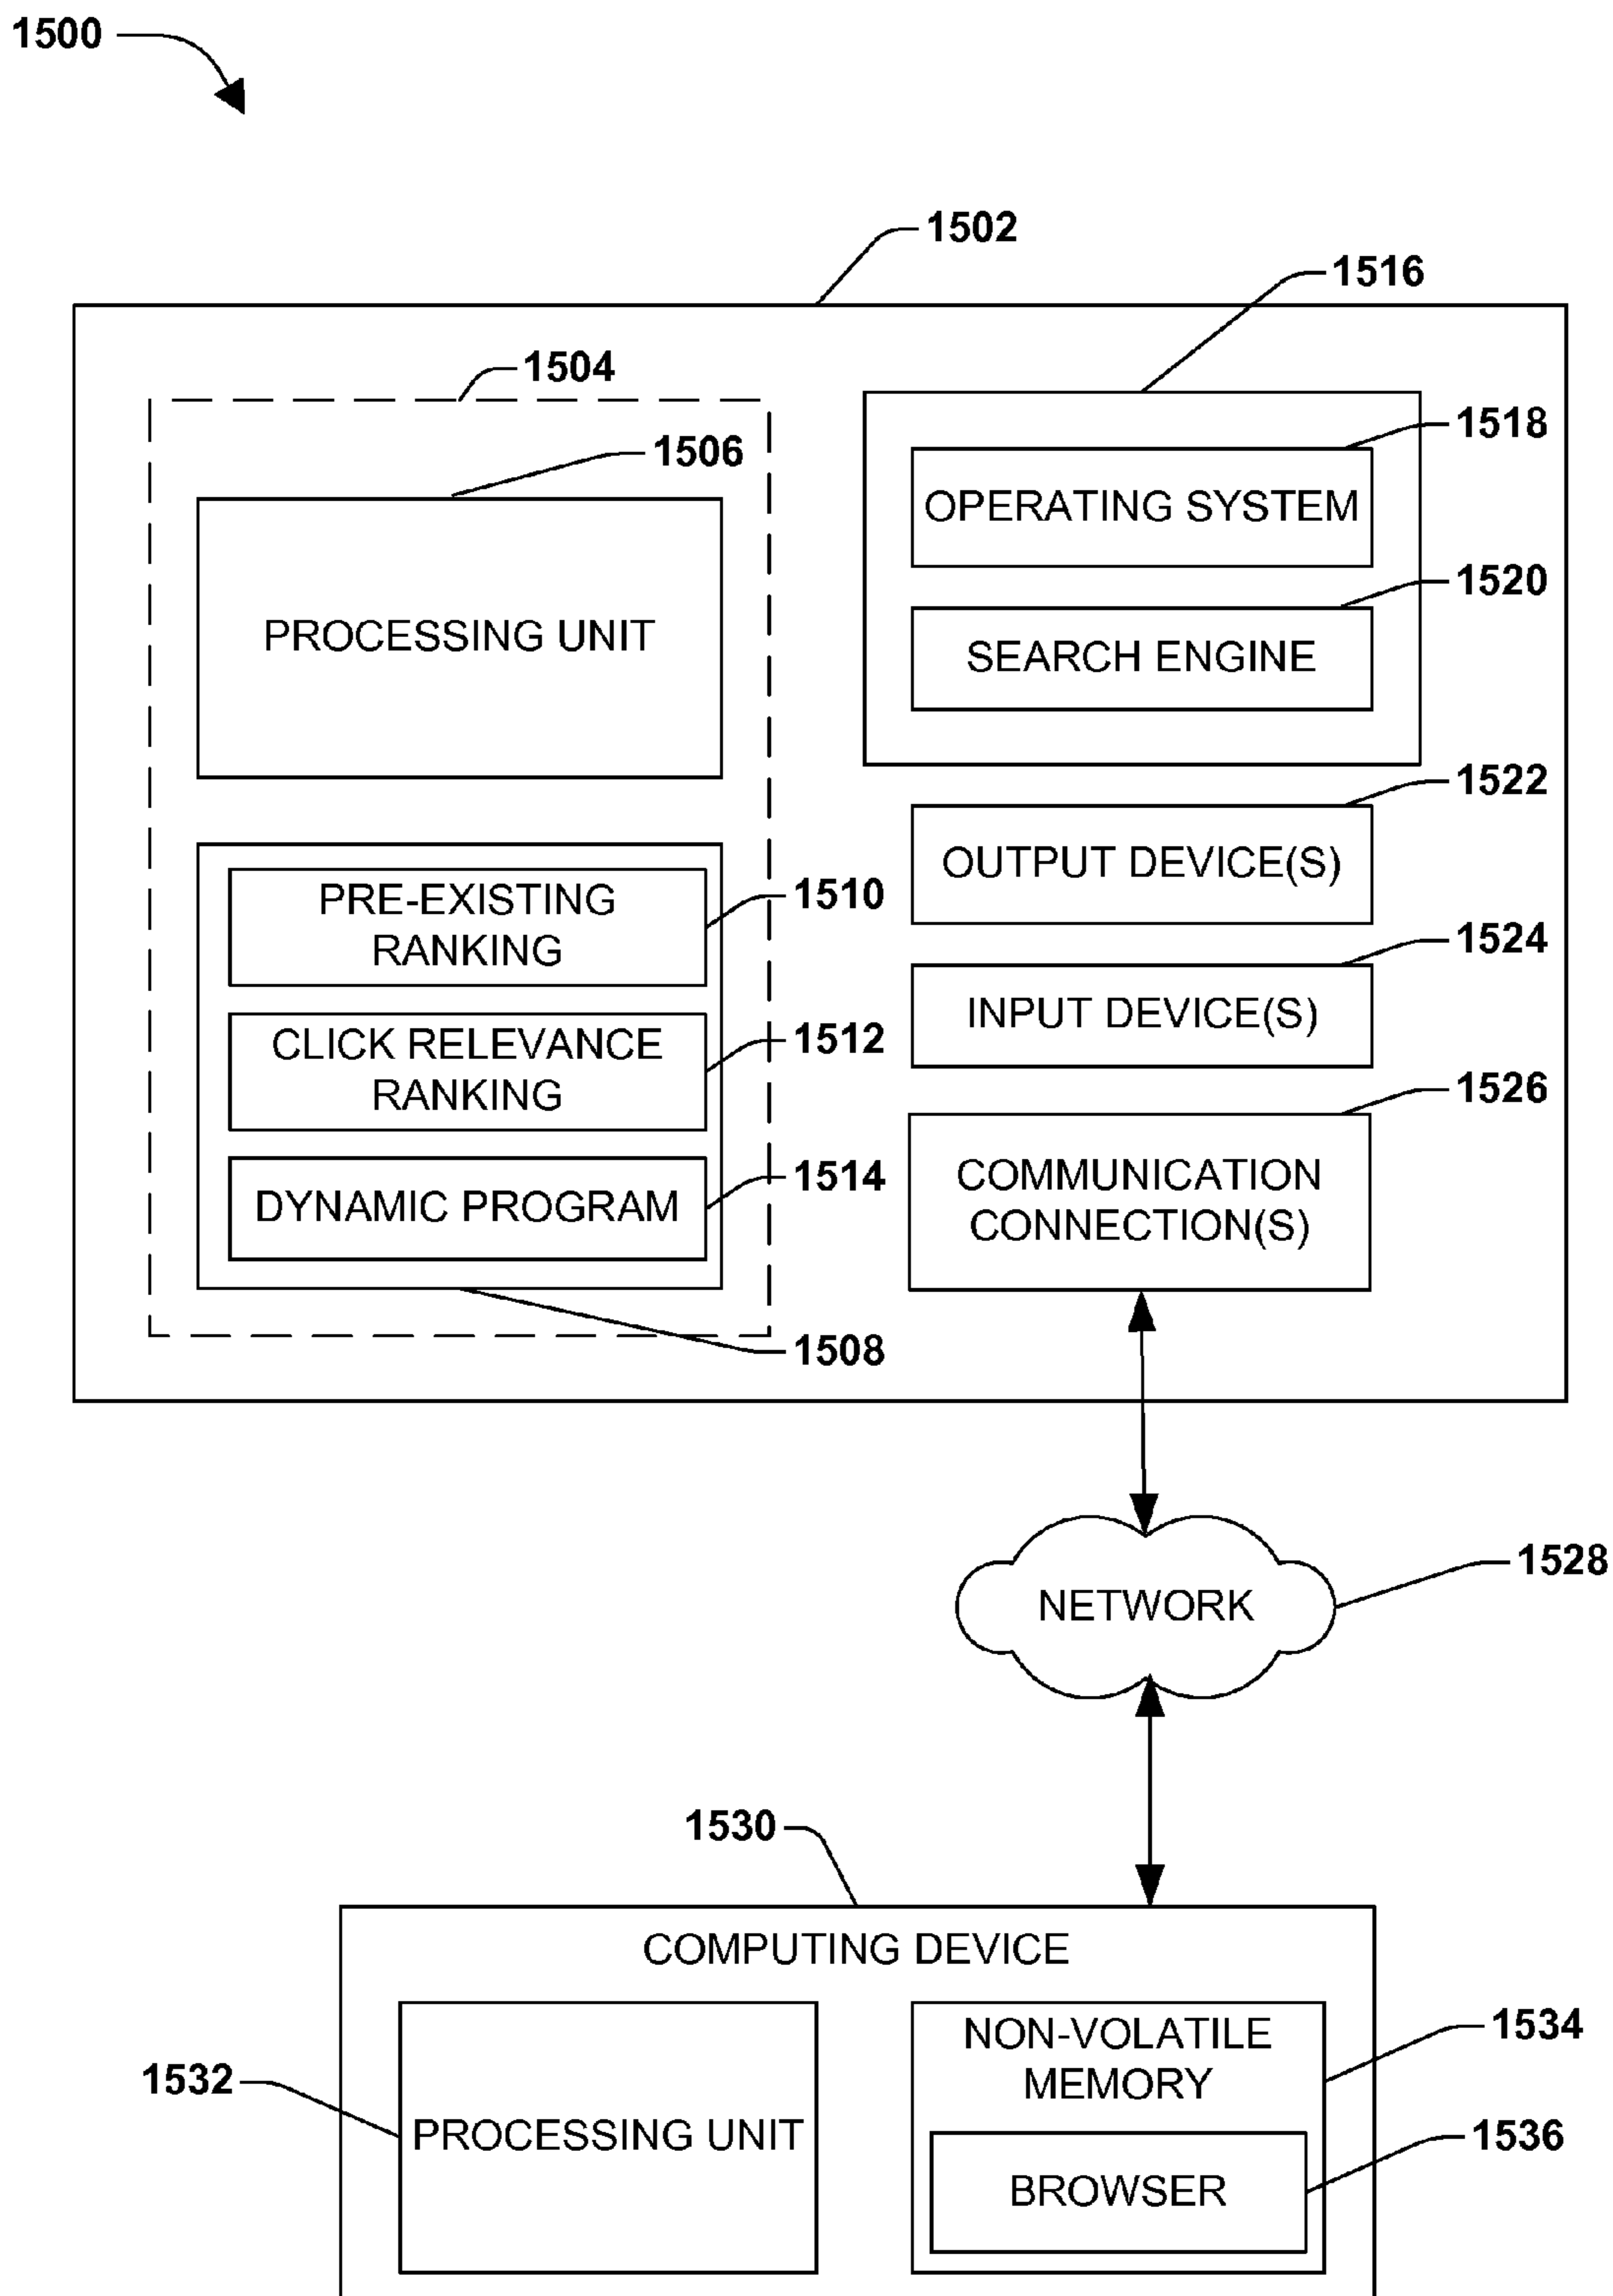 1500
1502
1516
1504
1518
1506
OPERATING SYSTEM
1520
PROCESSING UNIT
SEARCH ENGINE
1522
OUTPUT DEVICE(S)
PRE-EXISTING
RANKING
1510
1524
INPUT DEVICE(S)
CLICK RELEVANCE
RANKING
1512
1526
COMMUNICATION
CONNECTION(S)
DYNAMIC PROGRAM
1514
1508
1528
NETWORK
1530
COMPUTING DEVICE
1532
PROCESSING UNIT
NON-VOLATILE
MEMORY
1534
1536
BROWSER